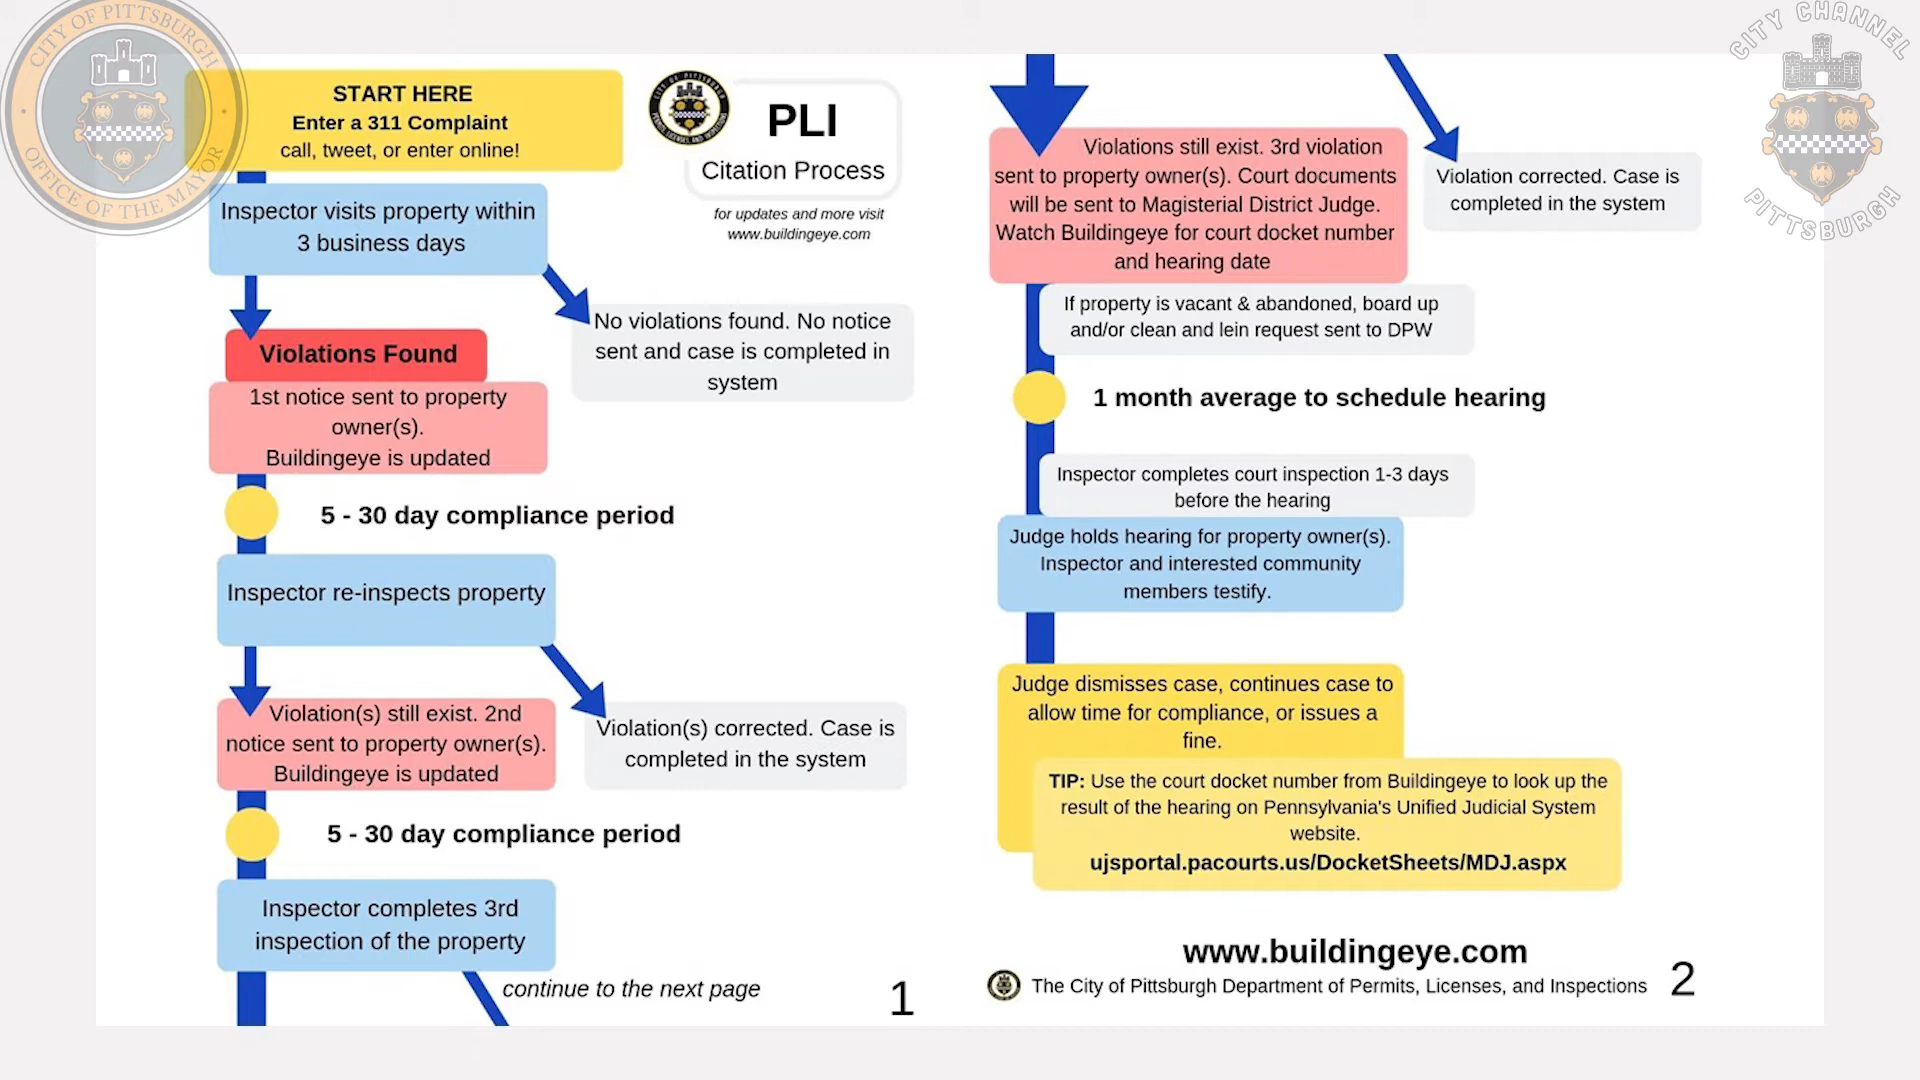 CITY OF PITTSBURGH
OFFICE OF THE MAYOR
START HERE
Enter a 311 Complaint
call, tweet, or enter online!
Inspector visits property within
3 business days
No violations found. No notice
sent and case is completed in
system
Violations Found
1st notice sent to property
owner(s).
Buildingeye is updated
5 - 30 day compliance period
Inspector re-inspects property
Violation(s) still exist. 2nd
notice sent to property owner(s).
Buildingeye is updated
Violation(s) corrected. Case is
completed in the system
5 - 30 day compliance period
Inspector completes 3rd
inspection of the property
continue to the next page
1
CITY OF PITTSBURGH
PERMITS, LICENSES, AND INSPECTIONS
PLI
Citation Process
for updates and more visit
www.buildingeye.com
Violations still exist. 3rd violation
sent to property owner(s). Court documents
will be sent to Magisterial District Judge.
Watch Buildingeye for court docket number
and hearing date
Violation corrected. Case is
completed in the system
If property is vacant & abandoned, board up
and/or clean and lein request sent to DPW
1 month average to schedule hearing
Inspector completes court inspection 1-3 days
before the hearing
Judge holds hearing for property owner(s).
Inspector and interested community
members testify.
Judge dismisses case, continues case to
allow time for compliance, or issues a
fine.
TIP: Use the court docket number from Buildingeye to look up the
result of the hearing on Pennsylvania's Unified Judicial System
website.
ujsportal.pacourts.us/DocketSheets/MDJ.aspx
www.buildingeye.com
The City of Pittsburgh Department of Permits, Licenses, and Inspections
2
CITY CHANNEL
PITTSBURGH